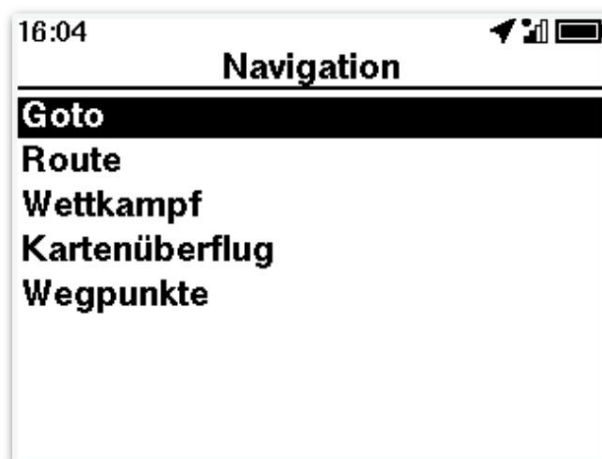 16:04
Navigation
Goto
Route
Wettkampf
Kartenüberflug
Wegpunkte